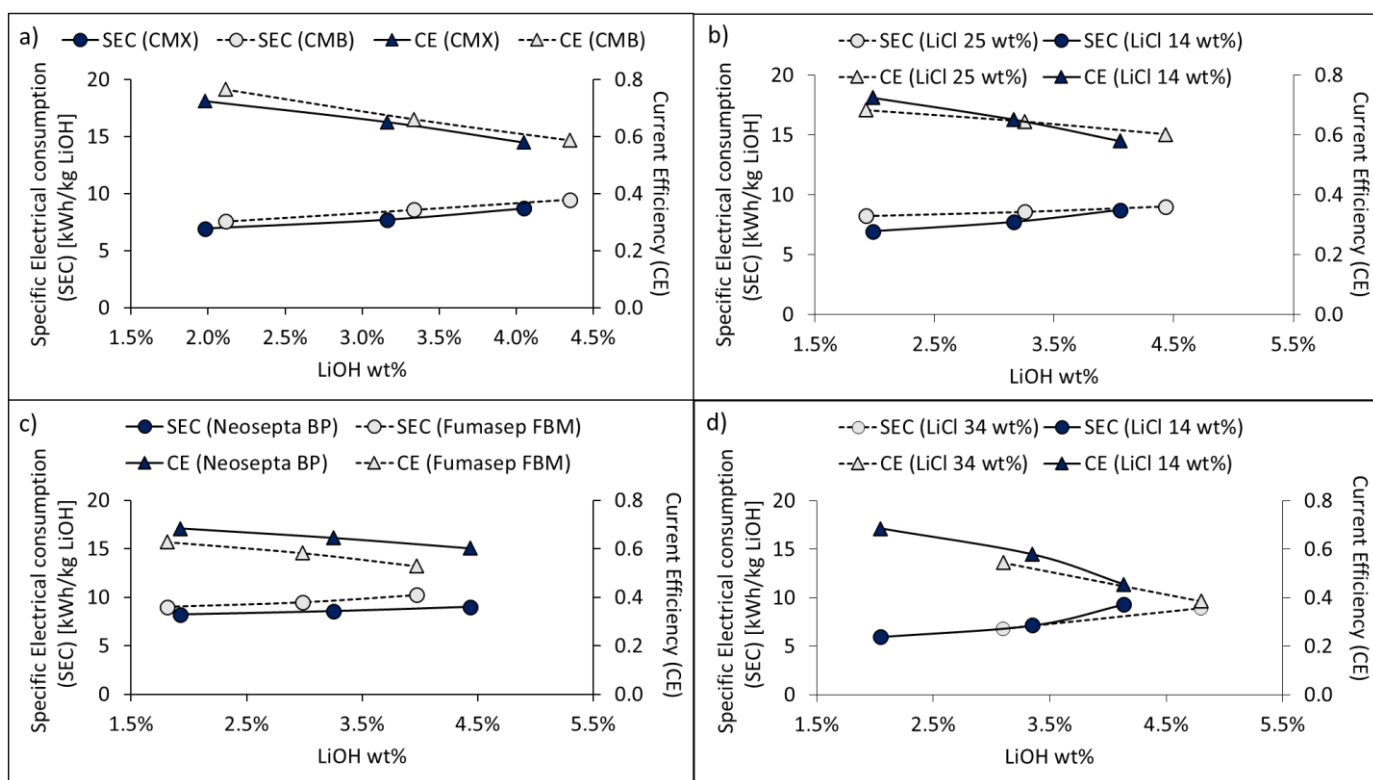 a)
SEC (CMX) SEC (CMB) CE (CMX) CE (CMB)
Specific Electrical consumption
(SEC) [kWh/kg LiOH)
20
15
10
5
0
0.8
0.6
0.4
0.2
0.0
Current Efficiency (CE)
1.5% 2.0% 2.5% 3.0% 3.5% 4.0% 4.5%
LiOH wt%
b)
SEC (LiCl 25 wt%) SEC (LiCl 14 wt%)
CE (LiCl 25 wt%) CE (LiCl 14 wt%)
Specific Electrical consumption
(SEC) [kWh/kg LiOH)
20
15
10
5
0
0.8
0.6
0.4
0.2
0.0
Current Efficiency (CE)
1.5% 2.5% 3.5% 4.5% 5.5%
LiOH wt%
c)
SEC (Neosepta BP) SEC (Fumasep FBM)
CE (Neosepta BP) CE (Fumasep FBM)
Specific Electrical consumption
(SEC) [kWh/kg LiOH]
20
15
10
5
0
0.8
0.6
0.4
0.2
0.0
Current Efficiency (CE)
1.5% 2.5% 3.5% 4.5% 5.5%
LiOH wt%
d)
SEC (LiCl 34 wt%) SEC (LiCl 14 wt%)
CE (LiCl 34 wt%) CE (LiCl 14 wt%)
Specific Electrical consumption
(SEC) [kWh/kg LiOH]
20
15
10
5
0
0.8
0.6
0.4
0.2
0.0
Current Efficiency (CE)
1.5% 2.5% 3.5% 4.5% 5.5%
LiOH wt%